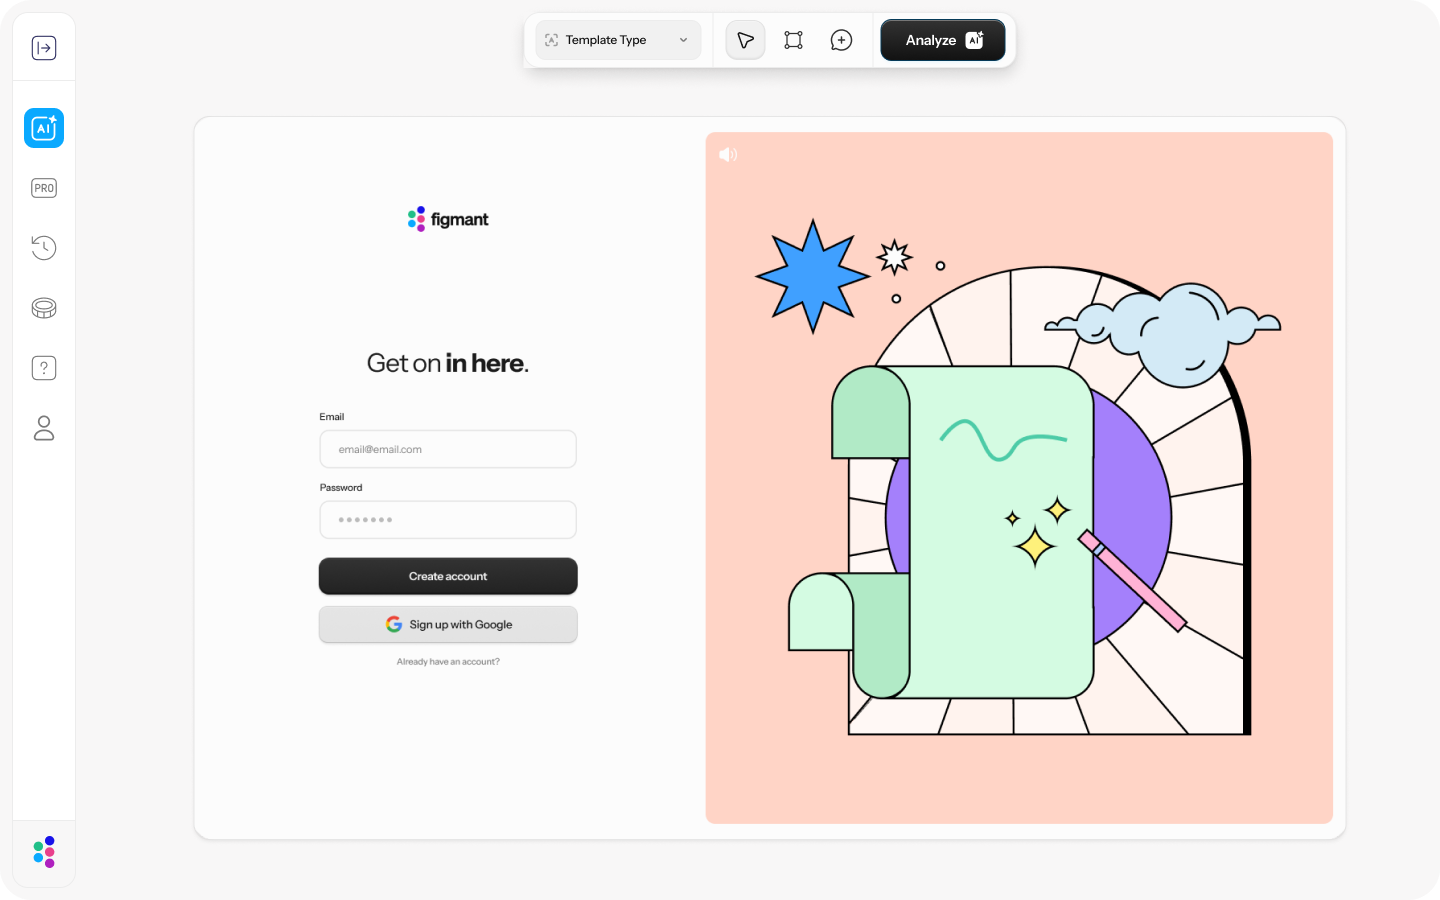 Template Type
Analyze AI
AI
PRO
figmant
Get on in here.
Email
email@email.com
Password
Create account
Sign up with Google
Already have an account?